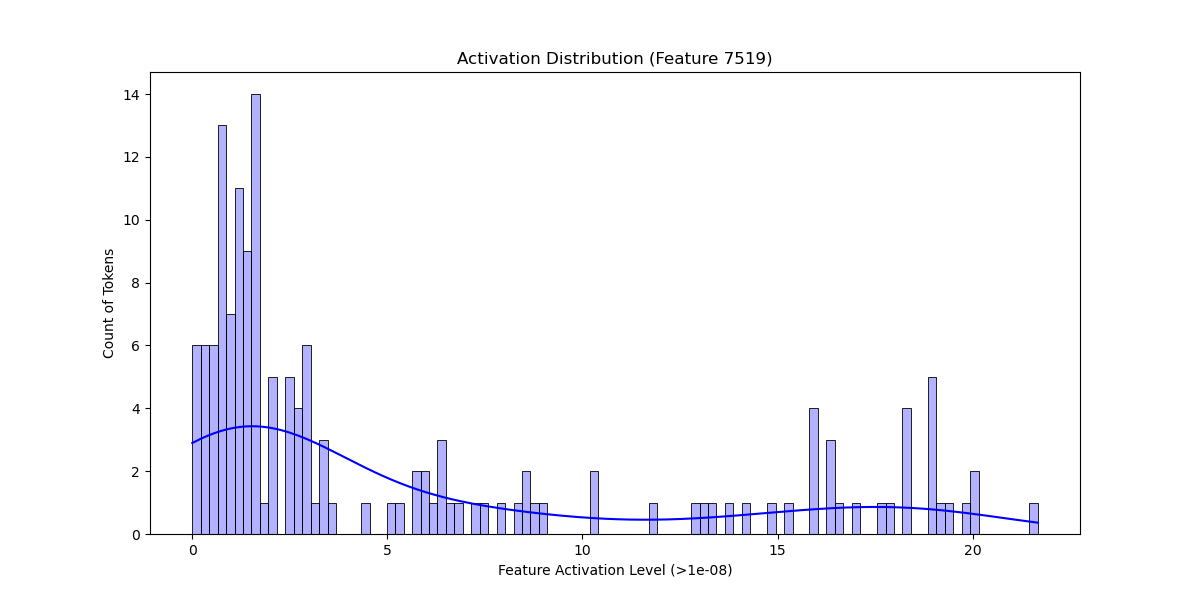 Activation Distribution (Feature 7519)
14
12
10
8
6
4
2
0
Count of Tokens
0 5 10 15 20
Feature Activation Level (>1e-08)